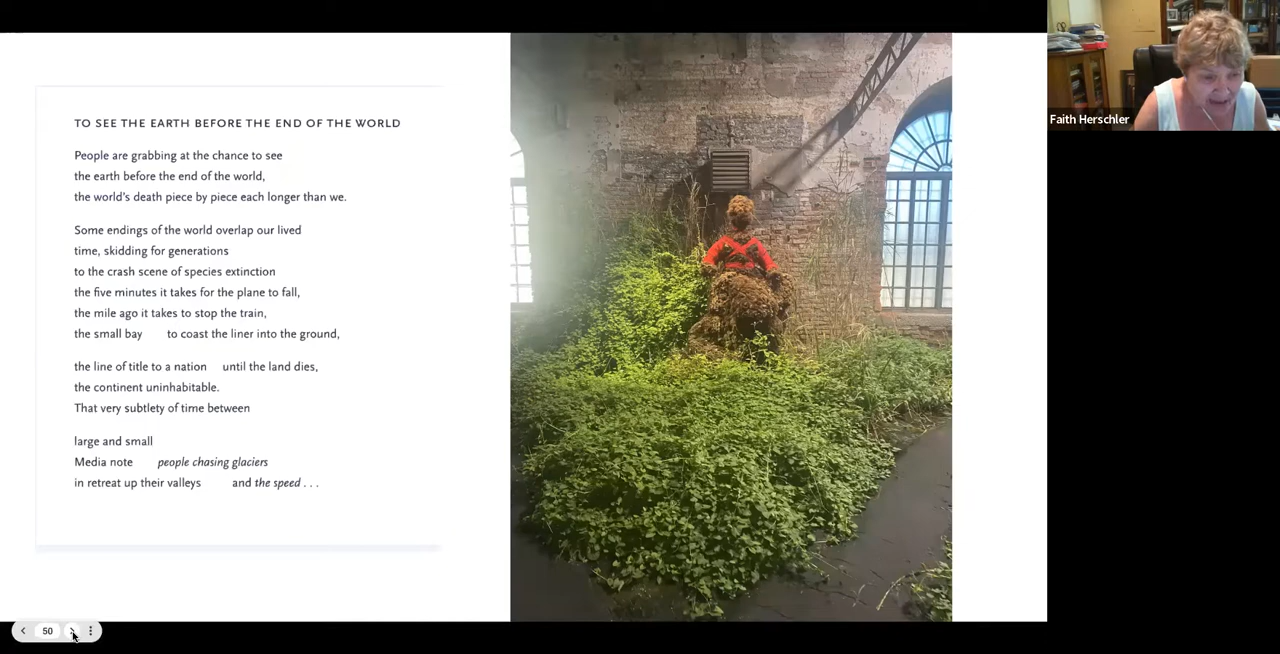 TO SEE THE EARTH BEFORE THE END OF THE WORLD
People are grabbing at the chance to see
the earth before the end of the world,
the world's death piece by piece each longer than we.
Some endings of the world overlap our lived
time, skidding for generations
to the crash scene of species extinction
the five minutes it takes for the plane to fall,
the mile ago it takes to stop the train,
the small bay to coast the liner into the ground,
the line of title to a nation until the land dies,
the continent uninhabitable.
That very subtlety of time between
large and small
Media note people chasing glaciers
in retreat up their valleys and the speed . . .
Faith Herschler
50